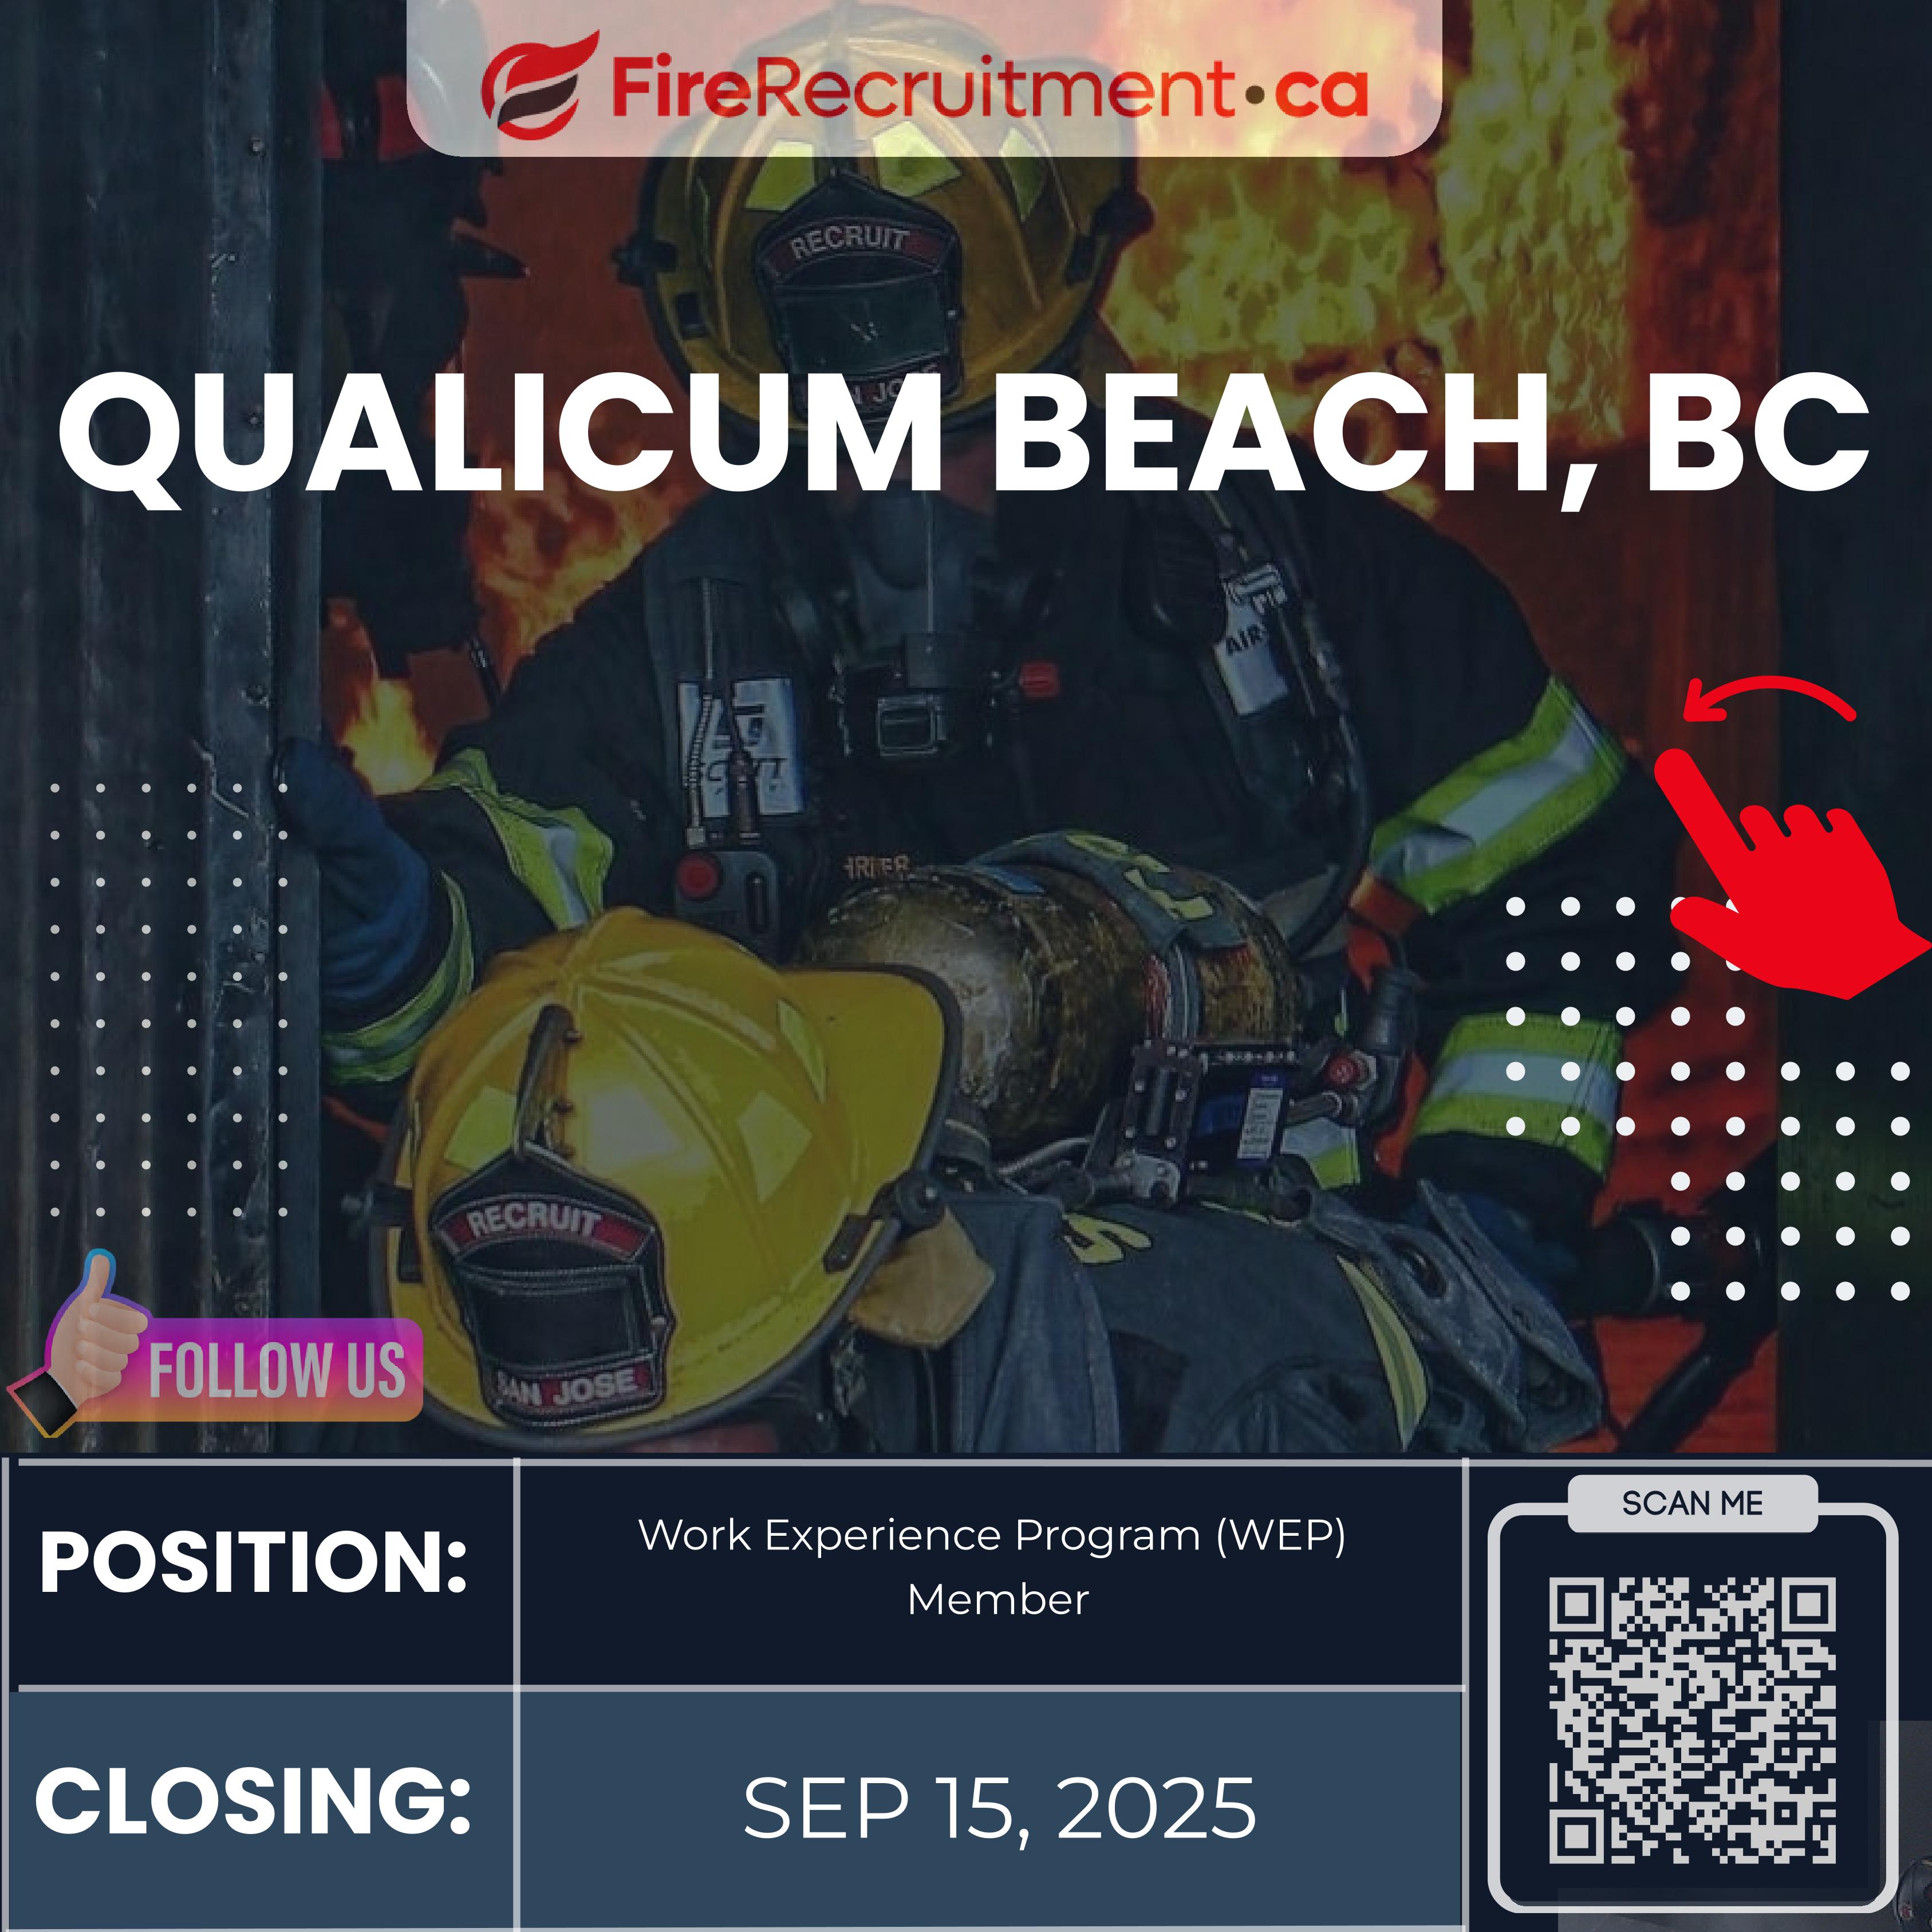 FireRecruitment.ca
RECRUIT
QUALICUM BEACH, BC
AIR
RECRUIT
SAN JOSE
FOLLOW US
POSITION:
Work Experience Program (WEP)
Member
SCAN ME
CLOSING:
SEP 15, 2025